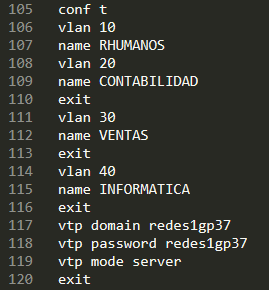 105 conf t
106 vlan 10
107 name RHUMANOS
108 vlan 20
109 name CONTABILIDAD
110 exit
111 vlan 30
112 name VENTAS
113 exit
114 vlan 40
115 name INFORMATICA
116 exit
117 vtp domain redes1gp37
118 vtp password redes1gp37
119 vtp mode server
120 exit